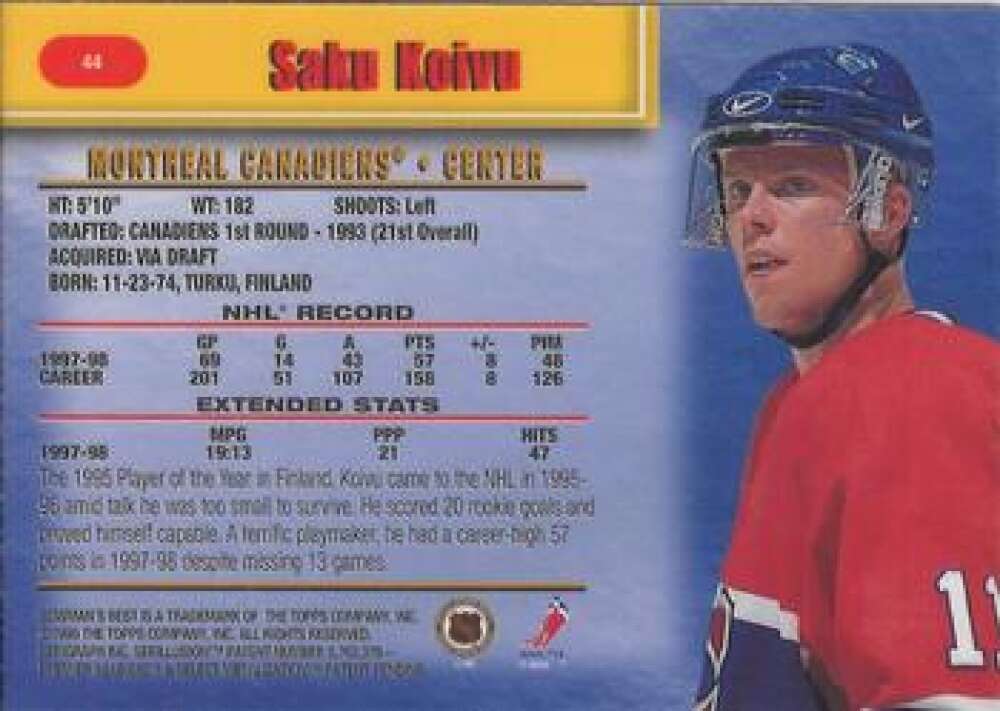 44
Saku Koivu
MONTREAL CANADIENS® • CENTER
HT: 5'10" WT: 182 SHOOTS: Left
DRAFTED: CANADIENS 1st ROUND - 1993 (21st Overall)
ACQUIRED: VIA DRAFT
BORN: 11-23-74, TURKU, FINLAND
NHL® RECORD
GP G A PTS +/- PIM
1997-98 69 14 43 57 8 48
CAREER 201 51 107 158 8 126
EXTENDED STATS
MPG PPP HITS
1997-98 19:13 21 47
The 1995 Player of the Year in Finland, Koivu came to the NHL in 1995-
96 amid talk he was too small to survive. He scored 20 rookie goals and
proved himself capable. A terrific playmaker, he had a career-high 57
points in 1997-98 despite missing 13 games.
BOWMAN'S BEST IS A TRADEMARK OF THE TOPPS COMPANY, INC.
THE TOPPS COMPANY, INC. ALL RIGHTS RESERVED.
PATENT NUMBER
PATENT PENDING
11